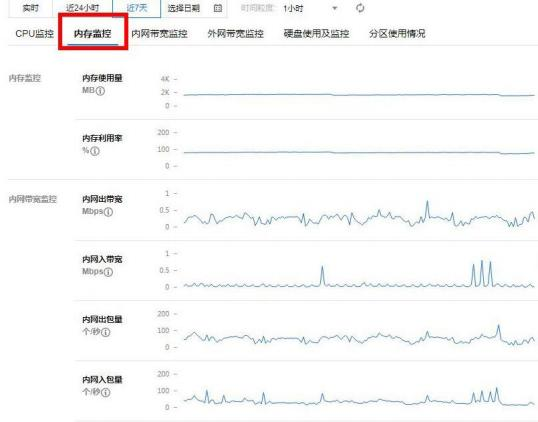 实时 近24小时 近7天 选择日期 时间粒度: 1小时
CPU监控 内存监控 内网带宽监控 外网带宽监控 硬盘使用及监控 分区使用情况
内存监控 内存使用量 4K
MB 2K
0
内存利用率 200
% 100
0
内网带宽监控 内网出带宽 1
Mbps 0.5
0
内网入带宽 1
Mbps 0.5
0
内网出包量 200
个/秒 100
0
内网入包量 200
个/秒 100
0